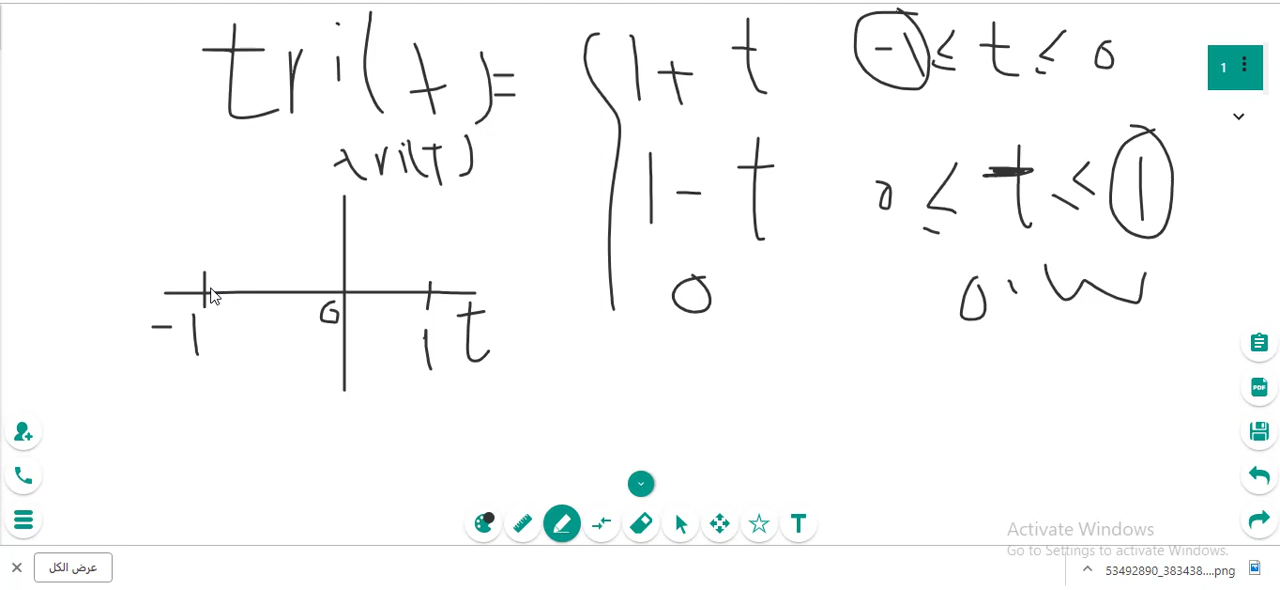 tri(t)= { 1+t -1 ≤ t ≤ 0
1-t 0 ≤ t ≤ 1
0 o.w
tri(t)
-1 0 1 t
1
PDF
T
Activate Windows
Go to Settings to activate Windows.
عرض الكل
53492890_383438....png